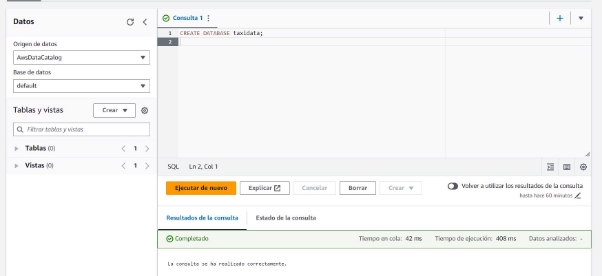 Datos
Origen de datos
AwsDataCatalog
Base de datos
default
Tablas y vistas
Crear
Filtrar tablas y vistas
Tablas (0)
1
Vistas (0)
1
Consulta 1
1 CREATE DATABASE taxidata;
2
SQL Ln 2, Col 1
Ejecutar de nuevo Explicar Cancelar Borrar Crear
Volver a utilizar los resultados de la consulta
hasta hace 60 minutos
Resultados de la consulta Estado de la consulta
Completado Tiempo en cola: 42 ms Tiempo de ejecución: 408 ms Datos analizados: -
La consulta se ha realizado correctamente.